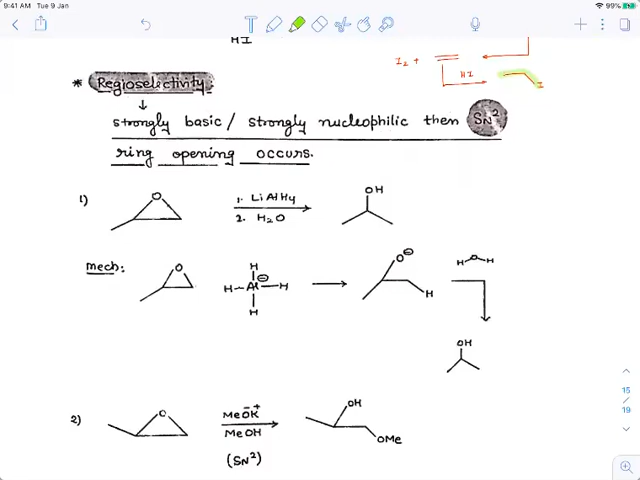 9:41 AM Tue 9 Jan
99%
HI
I₂ +
HI
I
* Regioselectivity
strongly basic / strongly nucleophilic then SN²
ring opening occurs.
1)
O
1. LiAlH4
2. H₂O
OH
mech:
O
H
H-Al-H
⊖
H
O⊖
H
H-O-H
OH
2)
O
MeO⁻K⁺
MeOH
(SN²)
OH
OMe
15
/
19